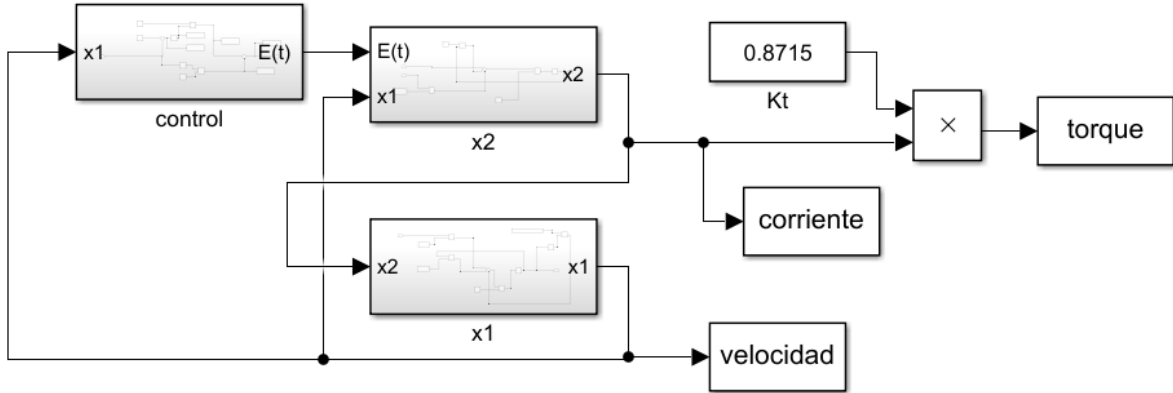 x1
E(t)
control
E(t)
x1
x2
x2
0.8715
Kt
×
torque
corriente
x2
x1
x1
velocidad